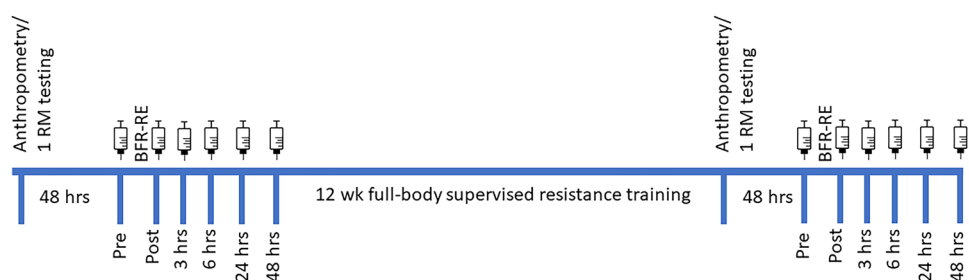 Anthropometry/
1 RM testing
BFR-RE
Anthropometry/
1 RM testing
BFR-RE
48 hrs
12 wk full-body supervised resistance training
48 hrs
Pre
Post
3 hrs
6 hrs
24 hrs
48 hrs
Pre
Post
3 hrs
6 hrs
24 hrs
48 hrs